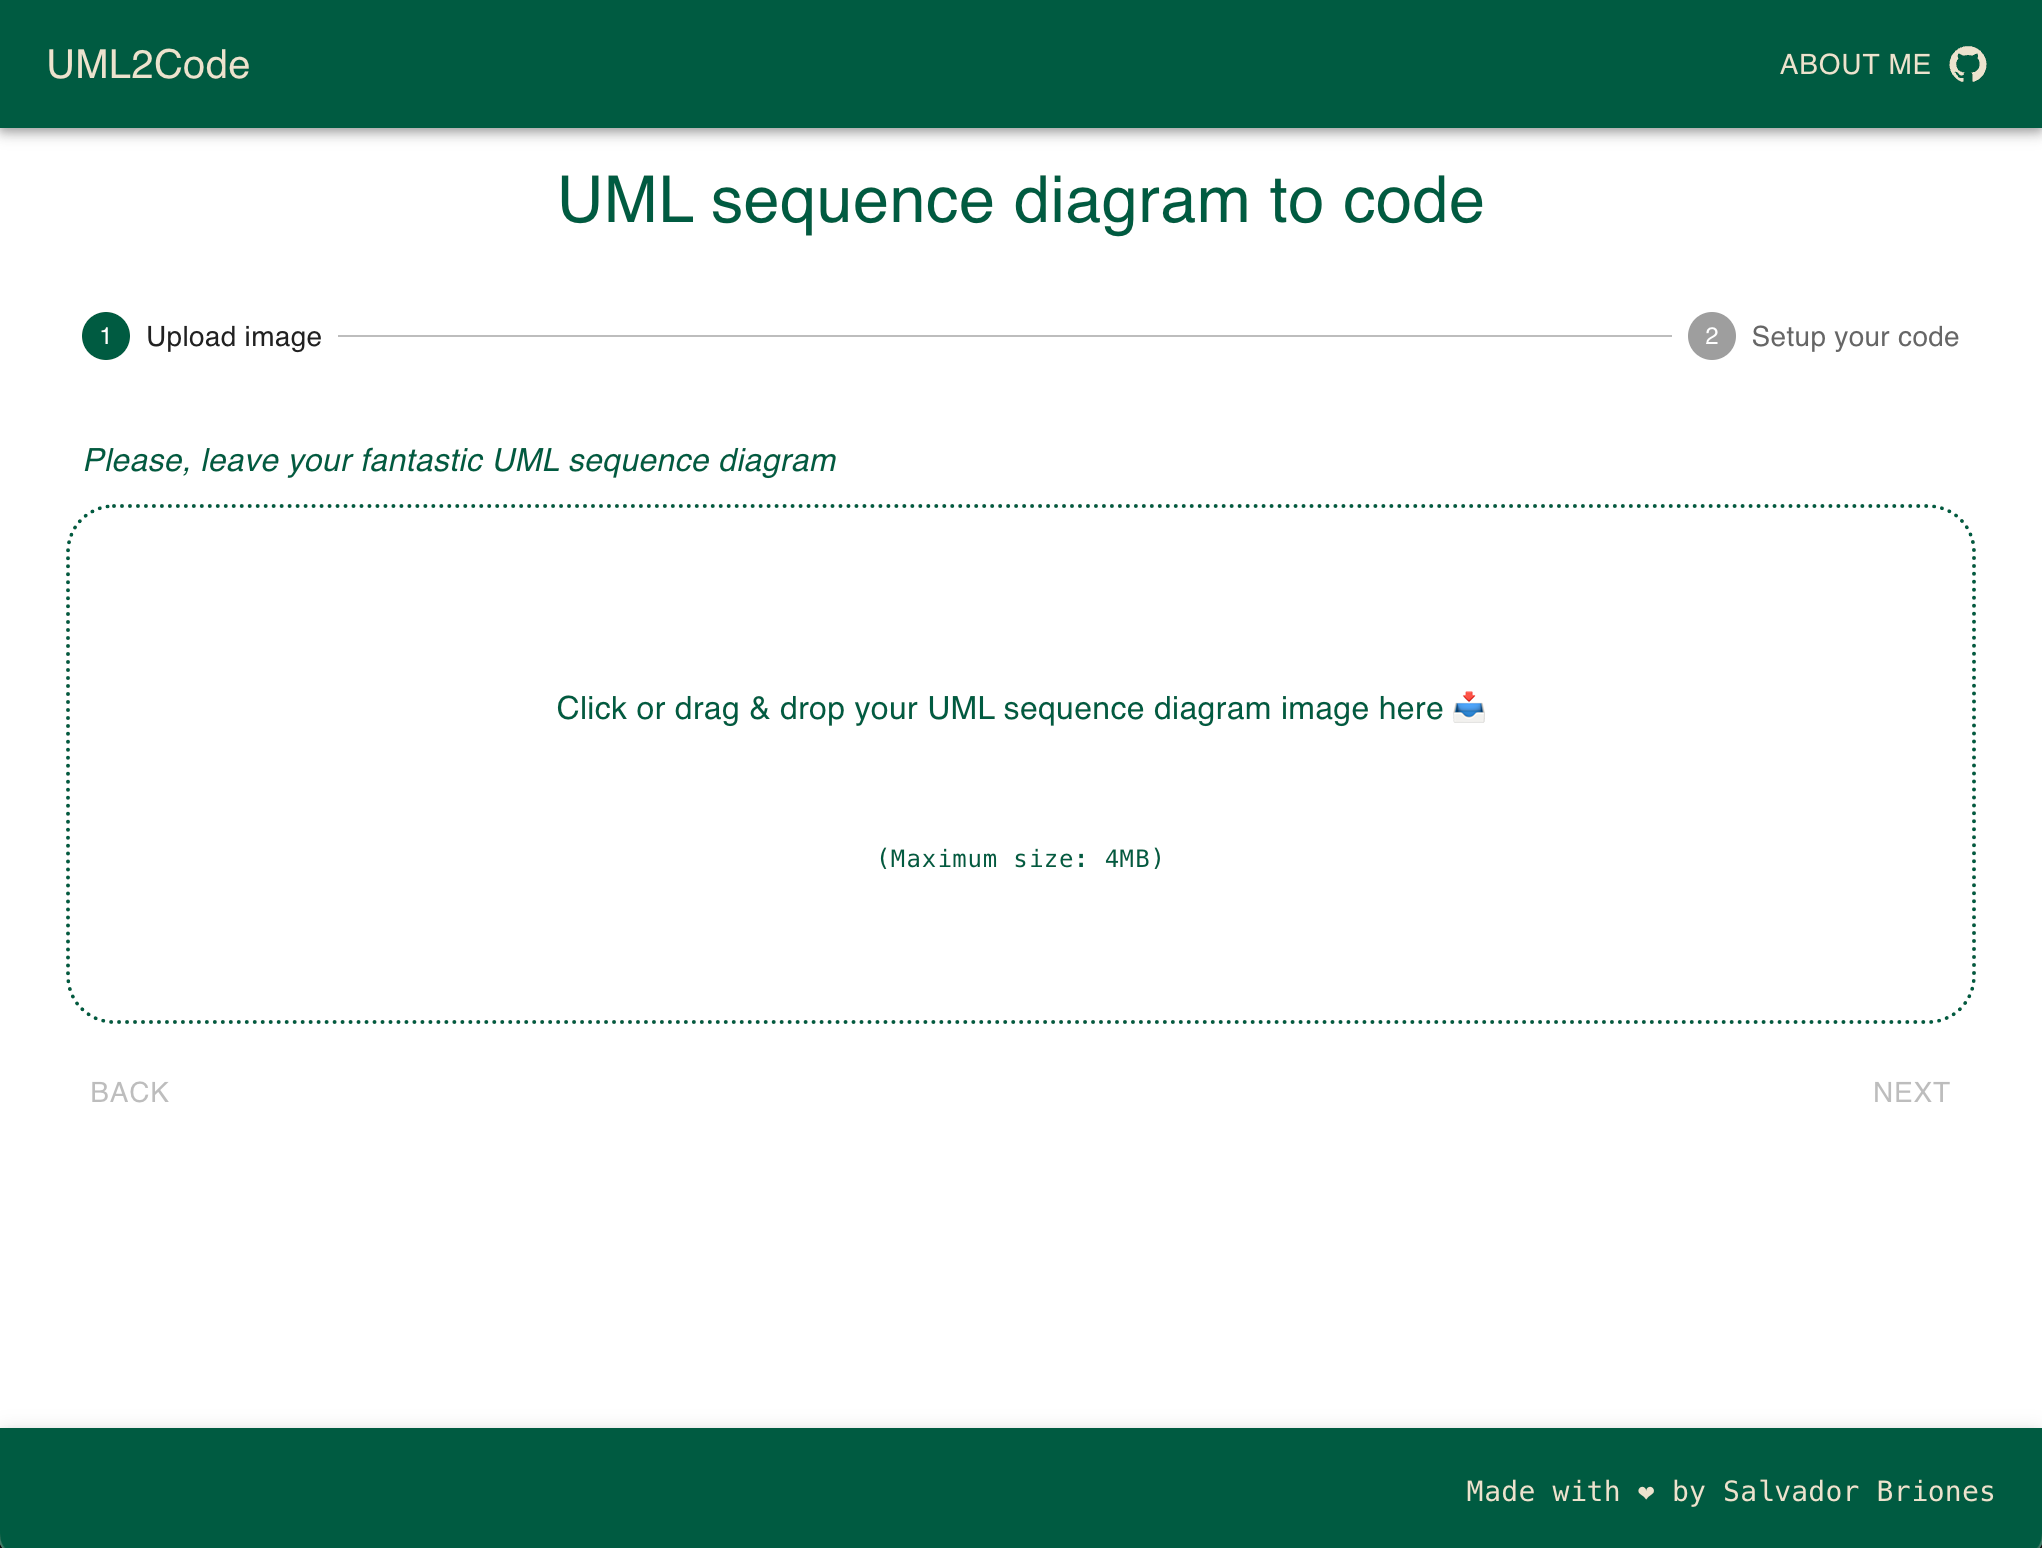 UML2Code
ABOUT ME
UML sequence diagram to code
1 Upload image
2 Setup your code
Please, leave your fantastic UML sequence diagram
Click or drag & drop your UML sequence diagram image here 📥
(Maximum size: 4MB)
BACK
NEXT
Made with ❤ by Salvador Briones